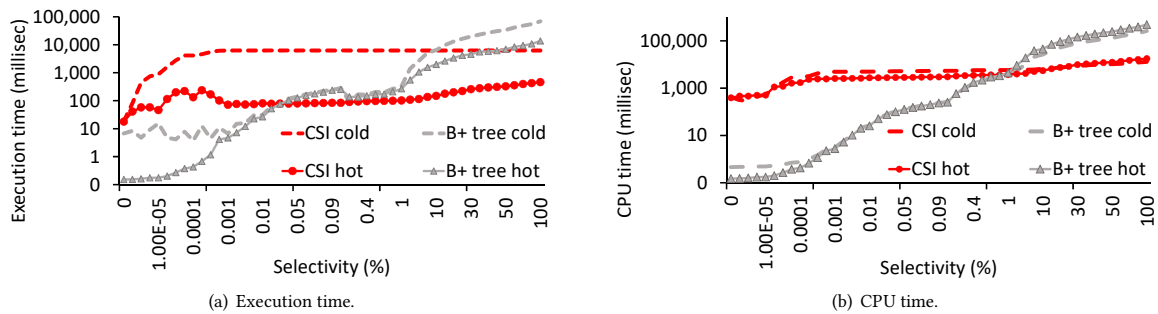 Execution time (millisec)
100,000
10,000
1,000
100
10
1
0
CSI cold
B+ tree cold
CSI hot
B+ tree hot
0
1.00E-05
0.0001
0.001
0.01
0.05
0.09
0.4
1
10
30
50
100
Selectivity (%)
(a) Execution time.
CPU time (millisec)
100,000
1,000
10
0
CSI cold
B+ tree cold
CSI hot
B+ tree hot
0
1.00E-05
0.0001
0.001
0.01
0.05
0.09
0.4
1
10
30
50
100
Selectivity (%)
(b) CPU time.